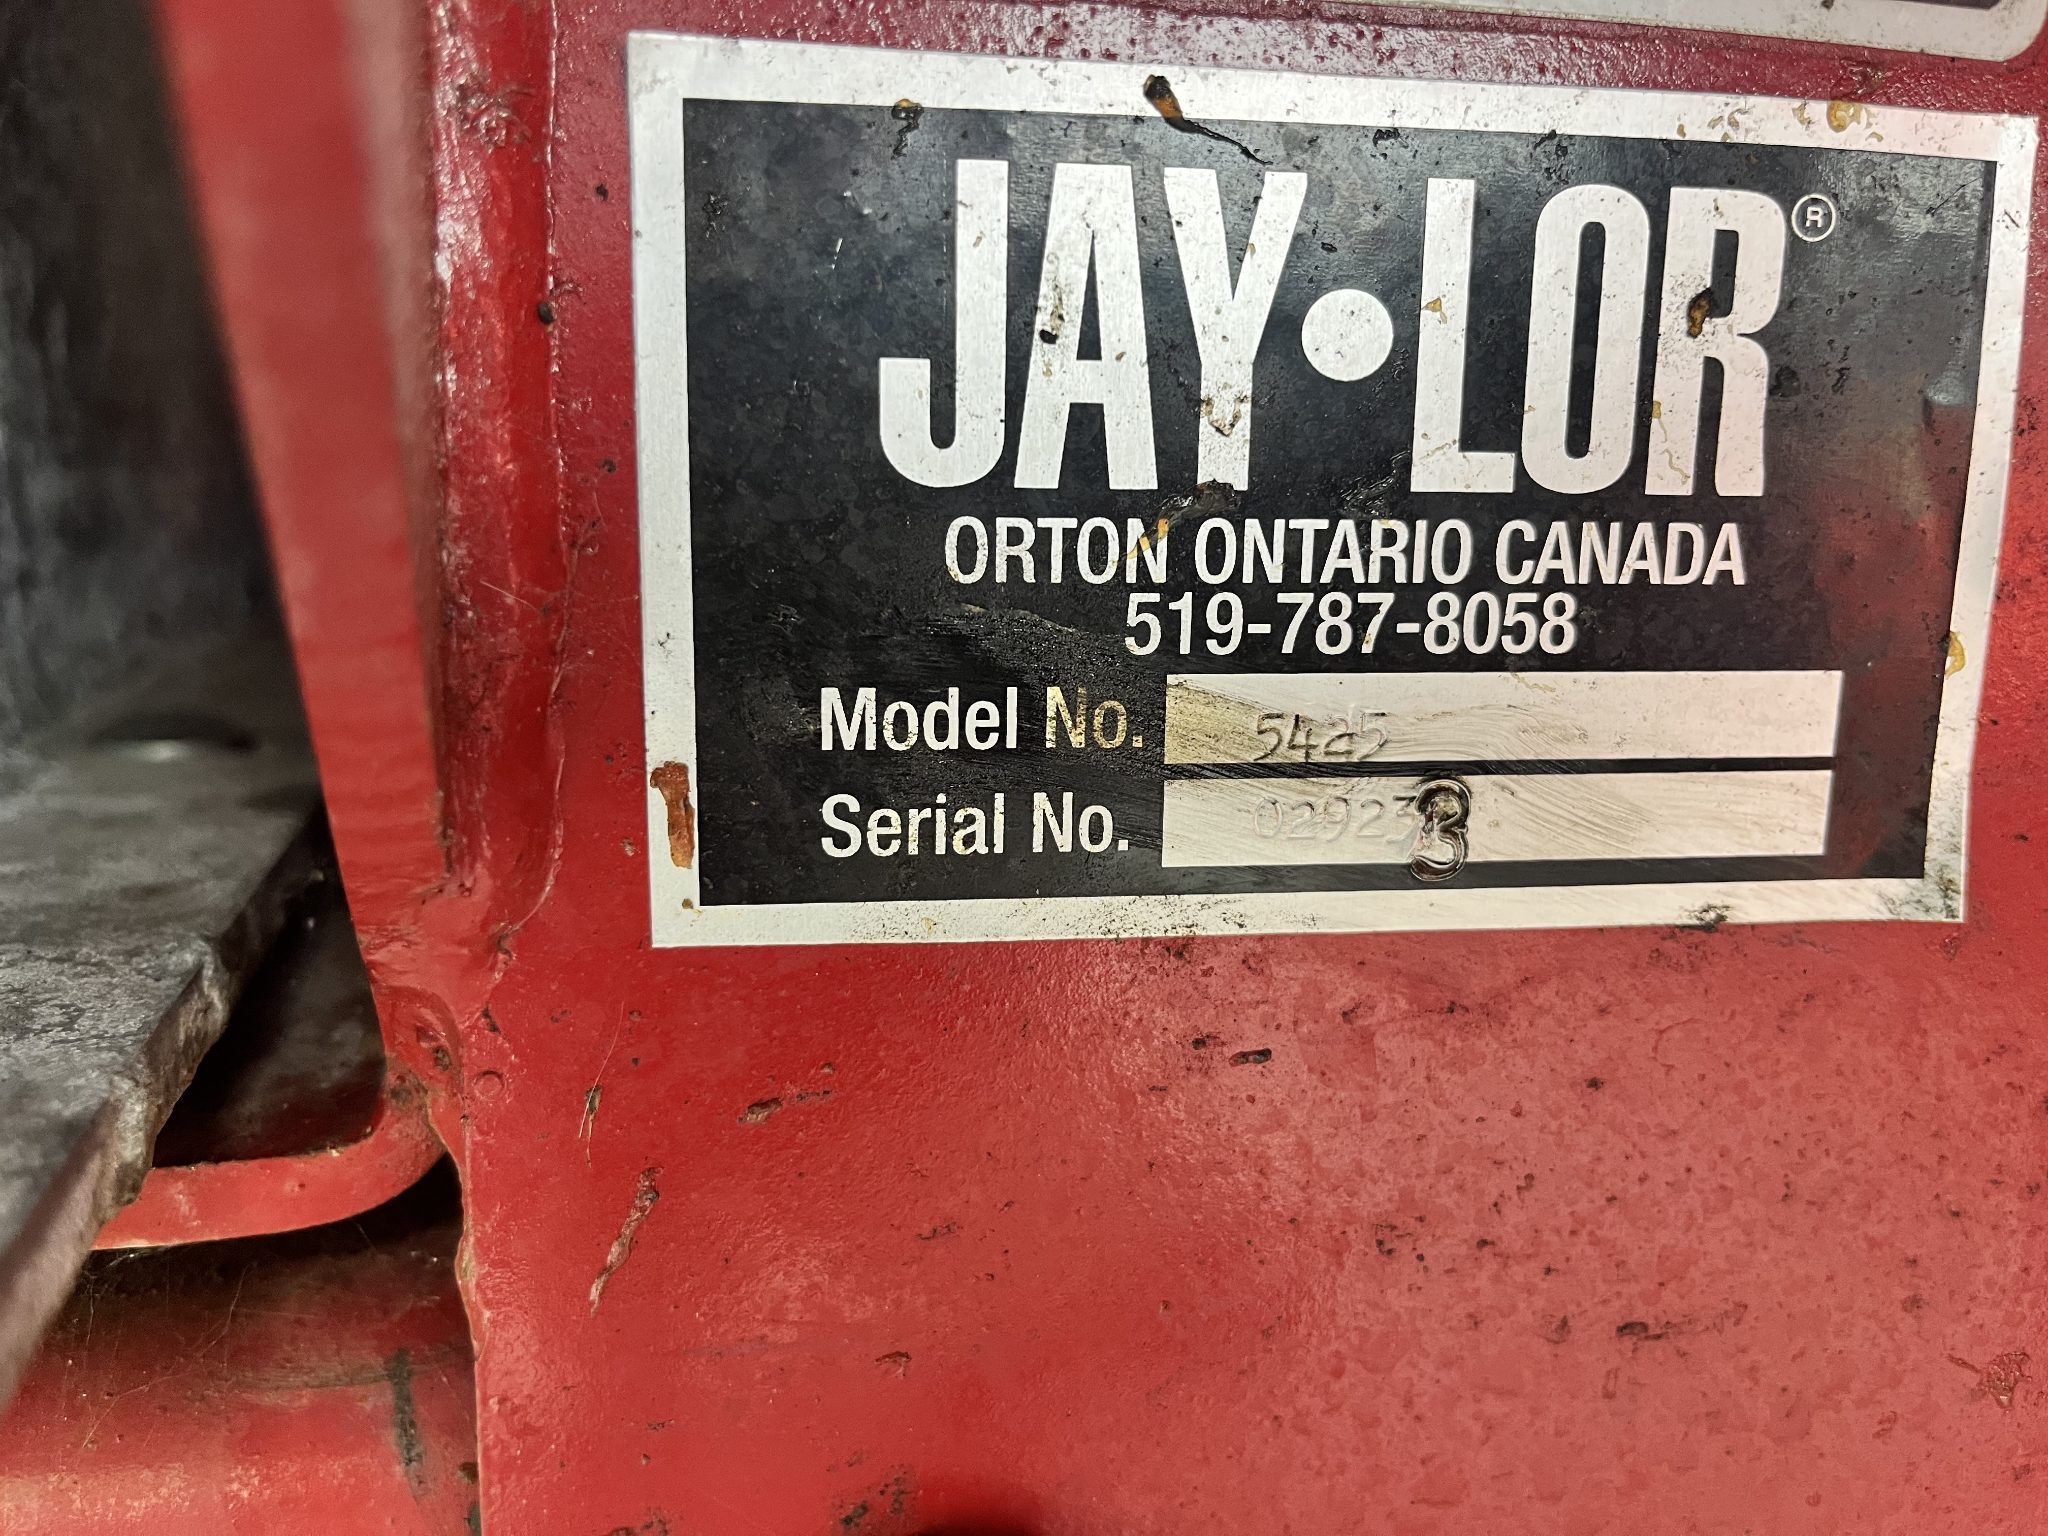 JAY•LOR®
ORTON ONTARIO CANADA
519-787-8058
Model No. 5425
Serial No.